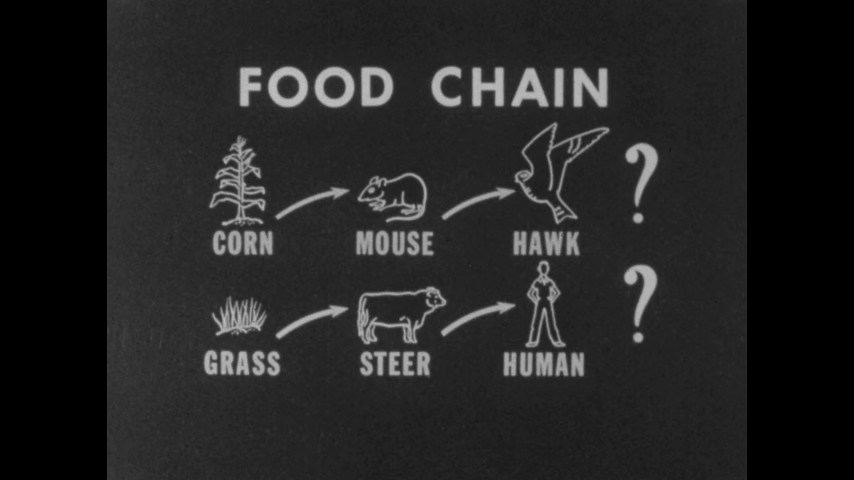 FOOD CHAIN
?
CORN MOUSE HAWK
?
GRASS STEER HUMAN